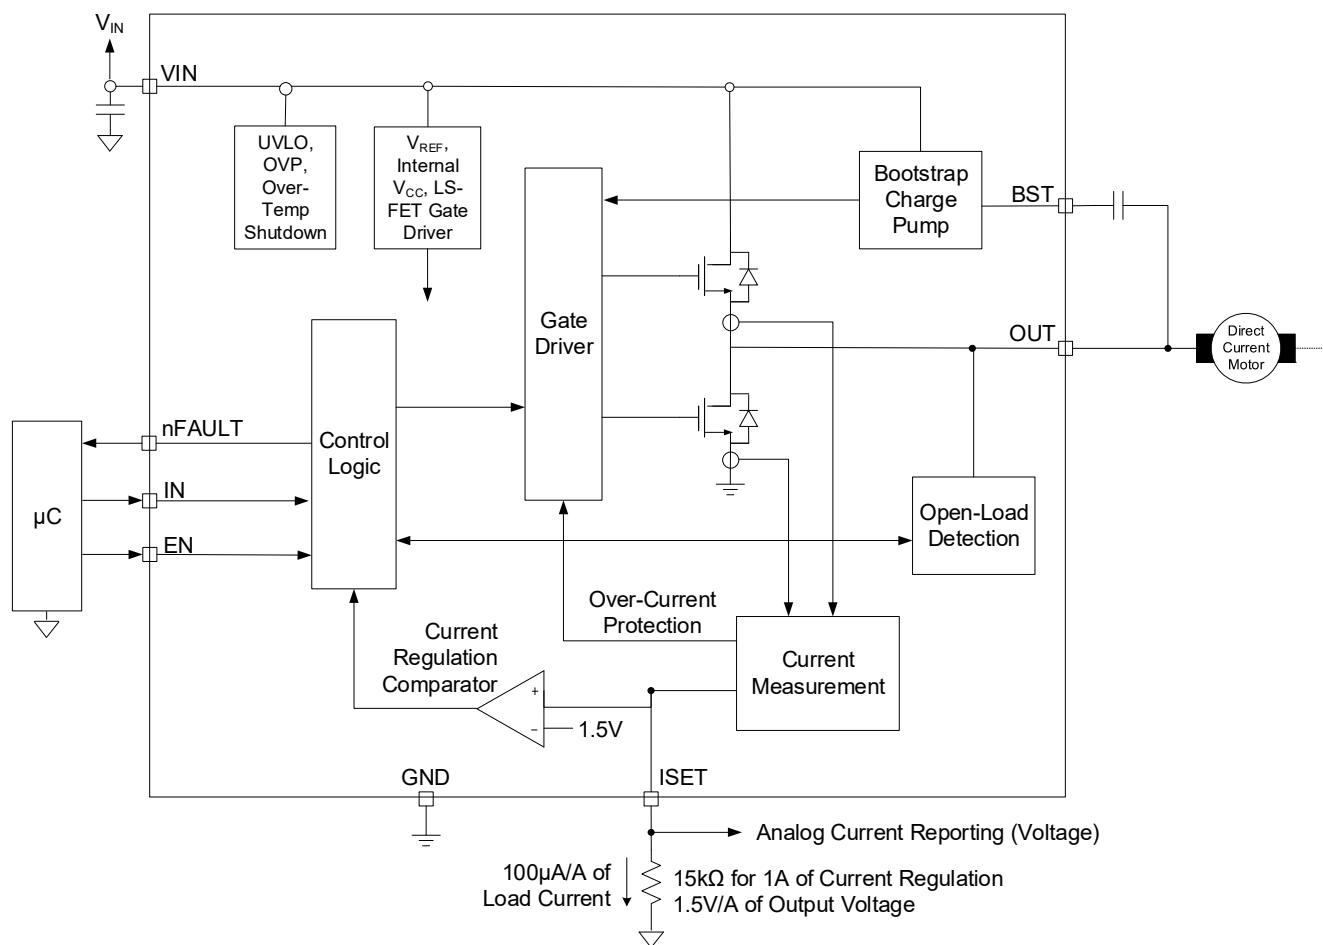 VIN
VIN
UVLO,
OVP,
Over-
Temp
Shutdown
VREF,
Internal
VCC, LS-
FET Gate
Driver
Bootstrap
Charge
Pump
BST
Gate
Driver
OUT
Direct
Current
Motor
nFAULT
IN
EN
µC
Control
Logic
Open-Load
Detection
Over-Current
Protection
Current
Regulation
Comparator
+
−
1.5V
Current
Measurement
GND
ISET
Analog Current Reporting (Voltage)
100µA/A of
Load Current
15kΩ for 1A of Current Regulation
1.5V/A of Output Voltage